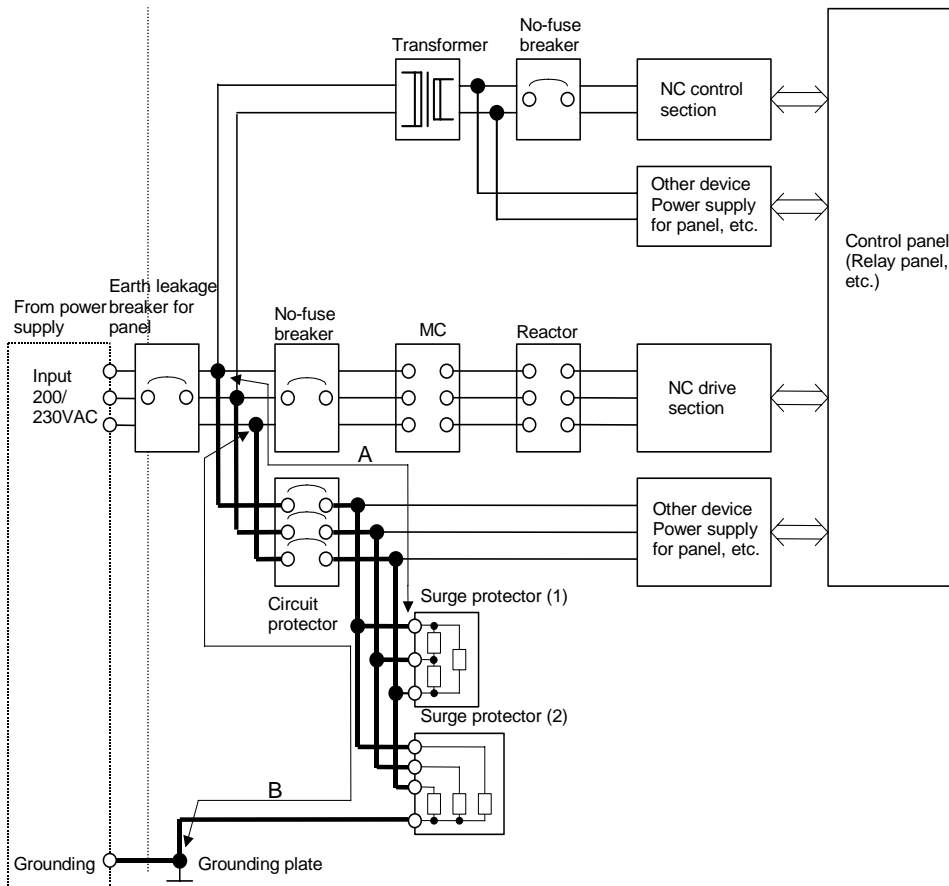 Transformer
No-fuse
breaker
NC control
section
Other device
Power supply
for panel, etc.
Control panel
(Relay panel,
etc.)
From power
supply
Earth leakage
breaker for
panel
No-fuse
breaker
MC
Reactor
Input
200/
230VAC
NC drive
section
A
Other device
Power supply
for panel, etc.
Circuit
protector
Surge protector (1)
Surge protector (2)
B
Grounding
Grounding plate